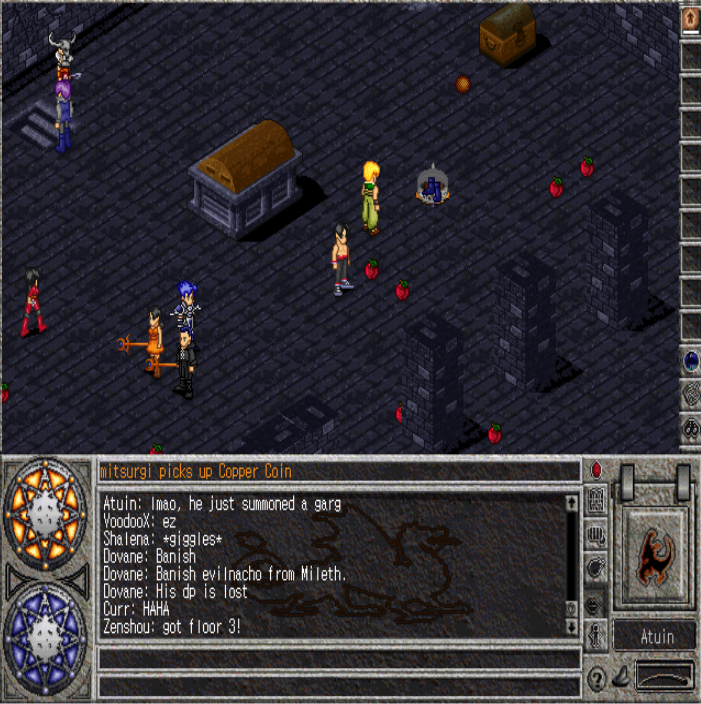 mitsurgi picks up Copper Coin
Atuin: lmao, he just summoned a garg
VoodooX: ez
Shalena: *giggles*
Dovane: Banish
Dovane: Banish evilnacho from Mileth.
Dovane: His dp is lost
Curr: HAHA
Zenshou: got floor 3!
Atuin
?